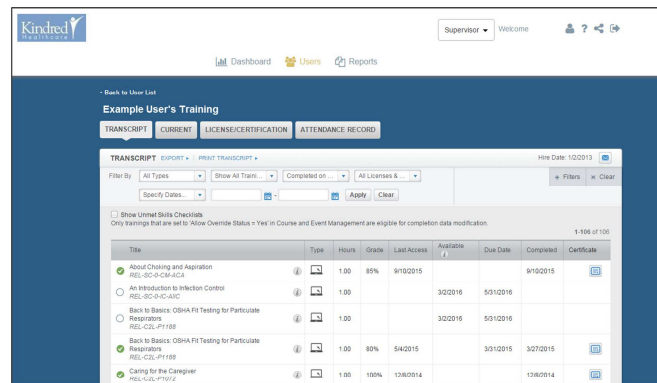 Kindred
Healthcare
Supervisor
Welcome
?
Dashboard
Users
Reports
Back to User List
Example User's Training
TRANSCRIPT
CURRENT
LICENSE/CERTIFICATION
ATTENDANCE RECORD
TRANSCRIPT EXPORT PRINT TRANSCRIPT
Hire Date: 1/2/2013
Filter By All Types Show All Traini... Completed on ... All Licenses & ...
+ Filters × Clear
Specify Dates... - Apply Clear
Show Unmet Skills Checklists
Only trainings that are set to 'Allow Override Status = Yes' in Course and Event Management are eligible for completion data modification.
1-106 of 106
Title Type Hours Grade Last Access Available i Due Date Completed Certificate
About Choking and Aspiration i 1.00 85% 9/10/2015 9/10/2015
REL-SC-0-CM-ACA
An Introduction to Infection Control i 1.00 3/2/2016 5/31/2016
REL-SC-0-IC-AIIC
Back to Basics: OSHA Fit Testing for Particulate
Respirators i 1.00 3/2/2016 5/31/2016
REL-C2L-P1188
Back to Basics: OSHA Fit Testing for Particulate
Respirators i 1.00 80% 5/4/2015 3/31/2015 3/27/2015
REL-C2L-P1188
Caring for the Caregiver i 1.00 100% 12/8/2014 12/8/2014
REL-C2L-P1072